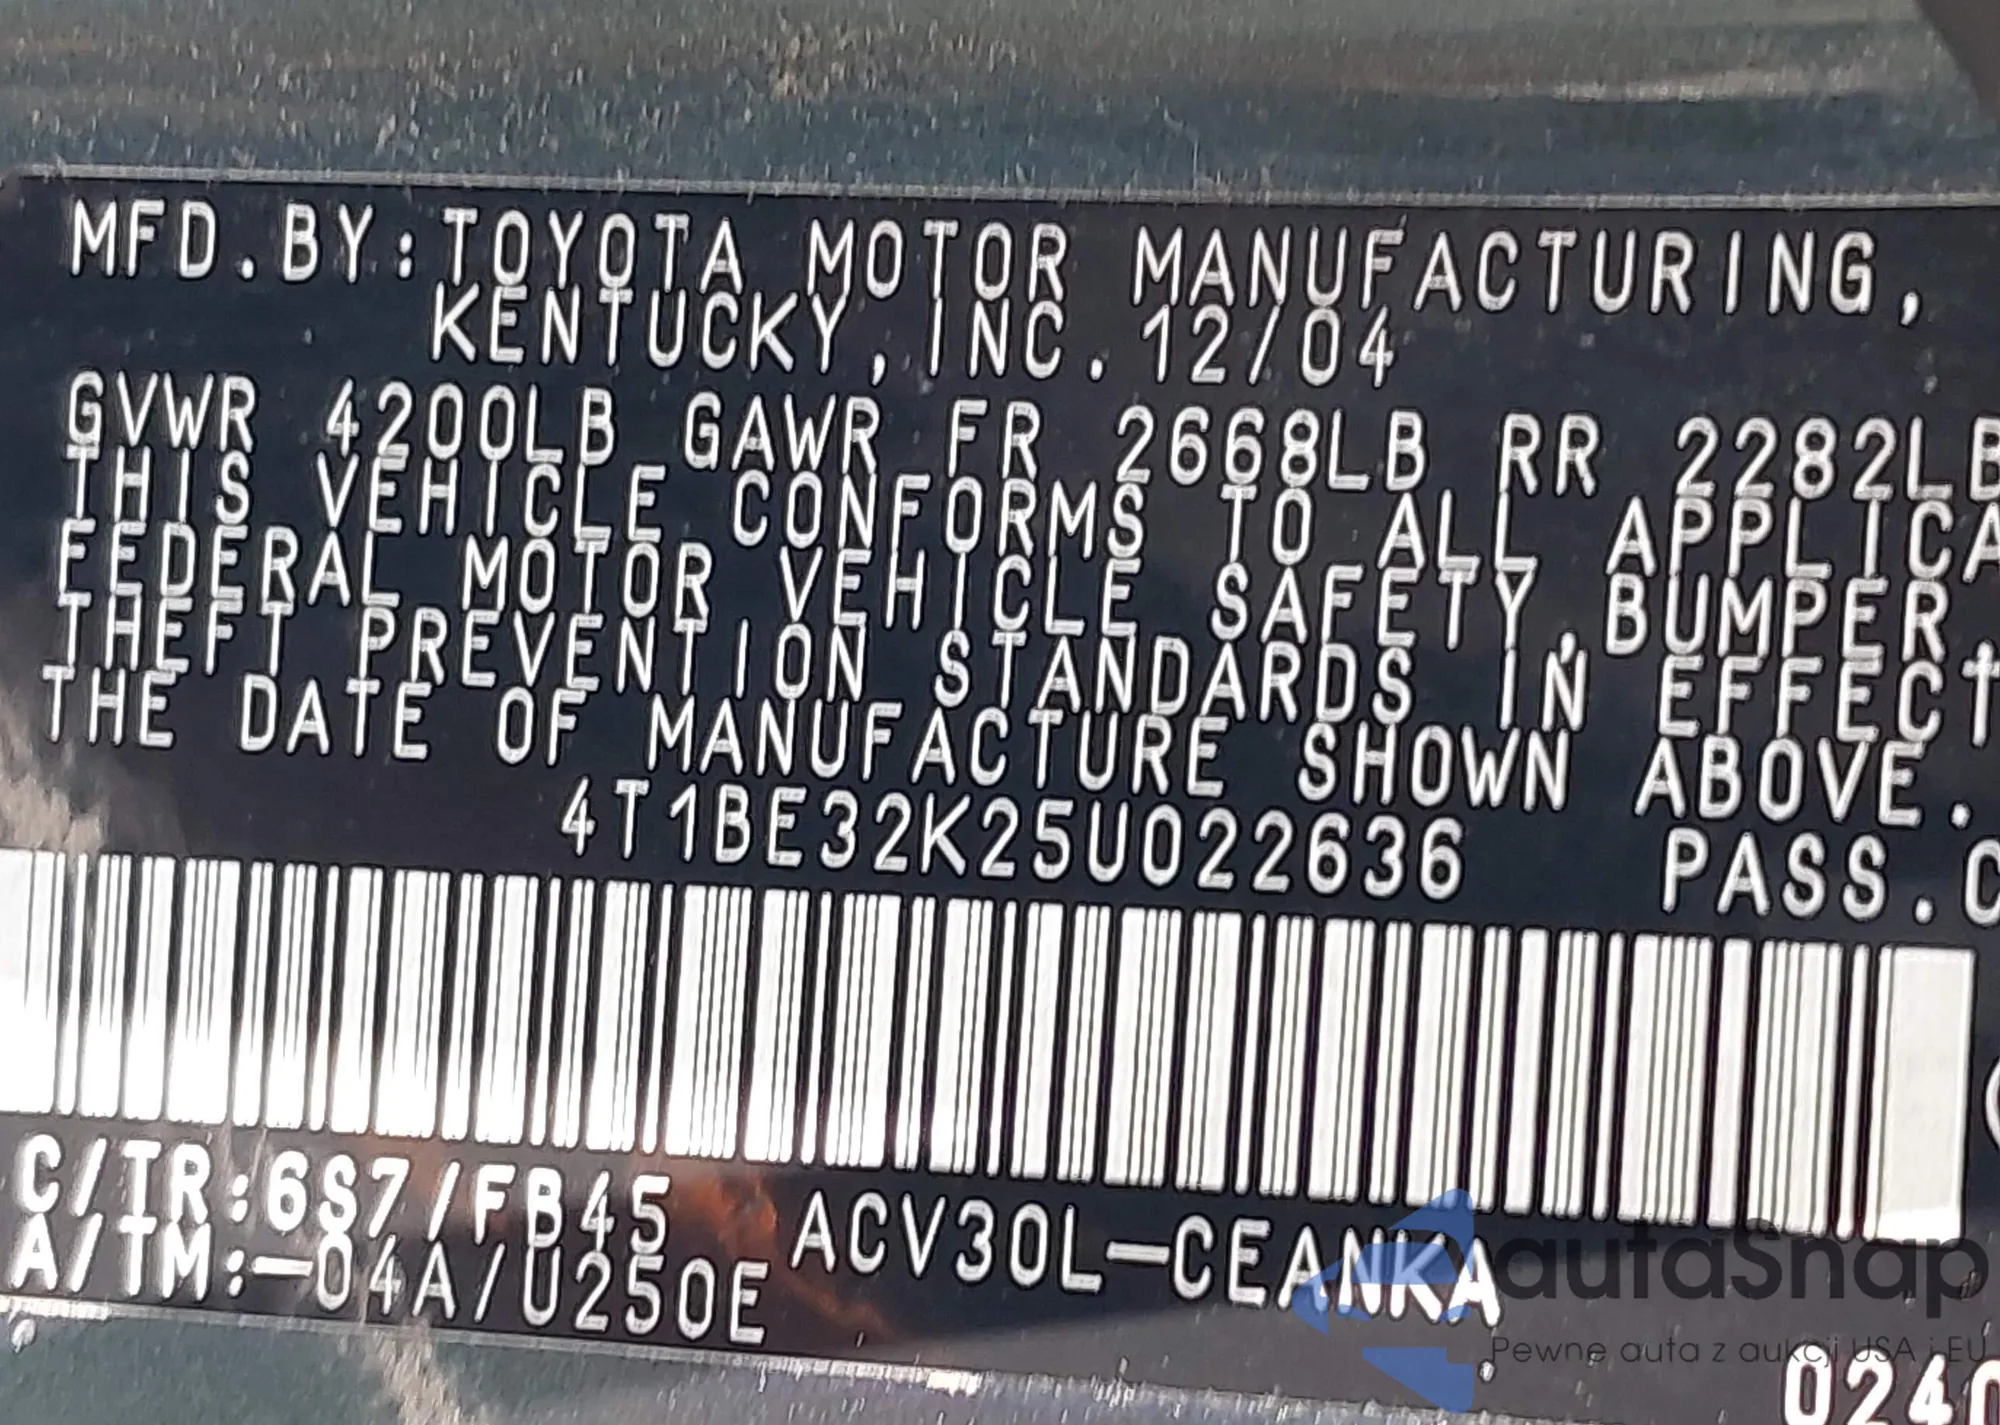 MFD.BY:TOYOTA MOTOR MANUFACTURING,
KENTUCKY, INC. 12/04
GVWR 4200LB GAWR FR 2668LB RR 2282LB
THIS VEHICLE CONFORMS TO ALL APPLICA
FEDERAL MOTOR VEHICLE SAFETY,BUMPER,
THEFT PREVENTION STANDARDS IN EFFECT
THE DATE OF MANUFACTURE SHOWN ABOVE.
4T1BE32K25U022636 PASS.C
C/TR:6S7/FB45 ACV30L-CEANKA
A/TM:-04A/U250E
autaSnap
Pewne auta z aukcji USA i EU
0240